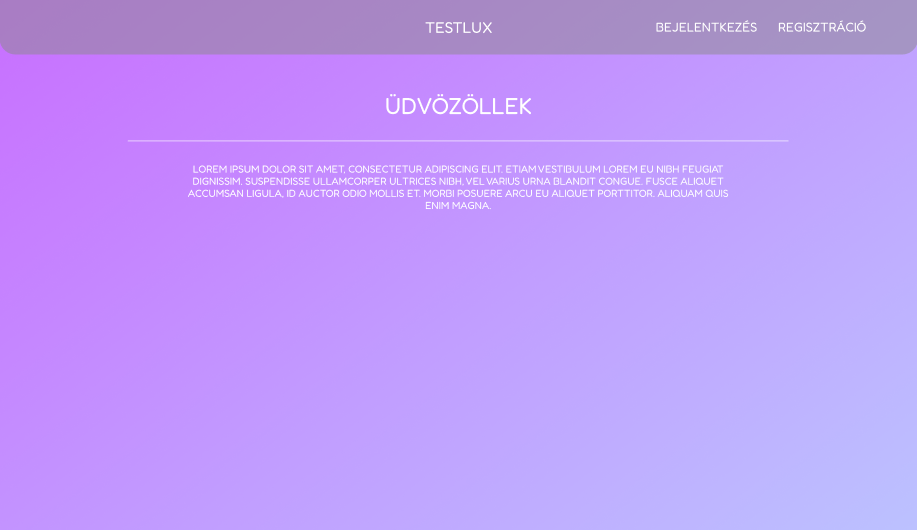 TESTLUX BEJELENTKEZÉS REGISZTRÁCIÓ
ÜDVÖZÖLLEK
LOREM IPSUM DOLOR SIT AMET, CONSECTETUR ADIPISCING ELIT. ETIAM VESTIBULUM LOREM EU NIBH FEUGIAT
DIGNISSIM. SUSPENDISSE ULLAMCORPER ULTRICES NIBH, VEL VARIUS URNA BLANDIT CONGUE. FUSCE ALIQUET
ACCUMSAN LIGULA, ID AUCTOR ODIO MOLLIS ET. MORBI POSUERE ARCU EU ALIQUET PORTTITOR. ALIQUAM QUIS
ENIM MAGNA.